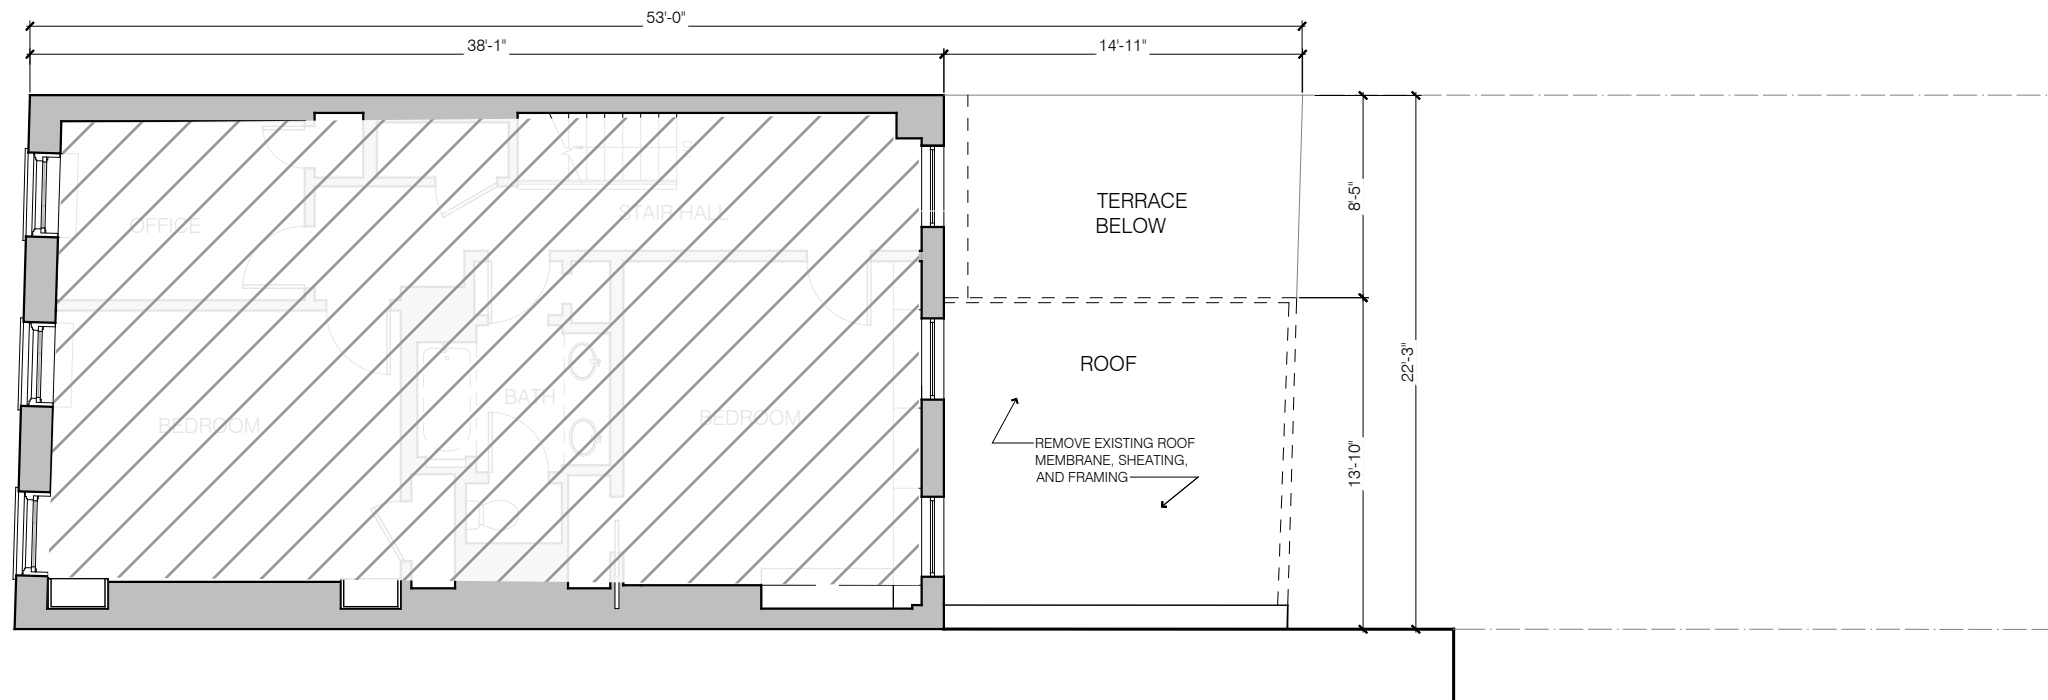 53'-0"
38'-1"
14'-11"
OFFICE
STAIR HALL
TERRACE
BELOW
8'-5"
ROOF
22'-3"
BATH
BEDROOM
BEDROOM
REMOVE EXISTING ROOF
MEMBRANE, SHEATING,
AND FRAMING
13'-10"